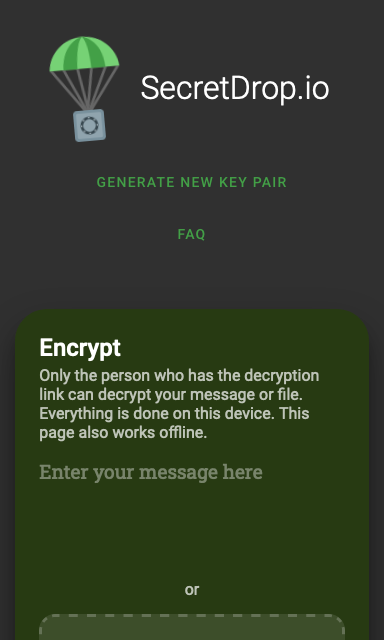 SecretDrop.io
GENERATE NEW KEY PAIR
FAQ
Encrypt
Only the person who has the decryption
link can decrypt your message or file.
Everything is done on this device. This
page also works offline.
Enter your message here
or